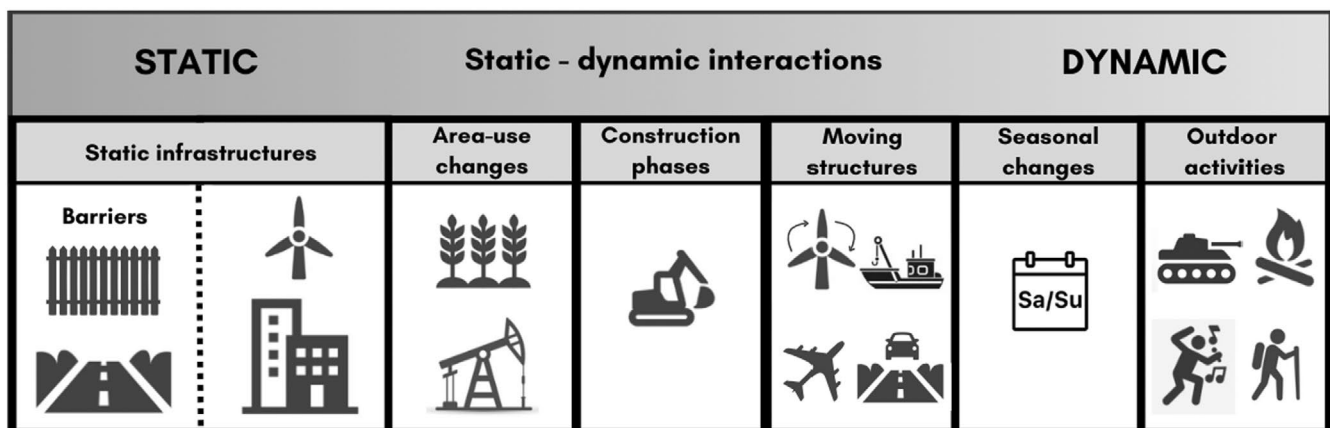 STATIC
Static - dynamic interactions
DYNAMIC
Static infrastructures
Area-use
changes
Construction
phases
Moving
structures
Seasonal
changes
Outdoor
activities
Barriers
Sa/Su